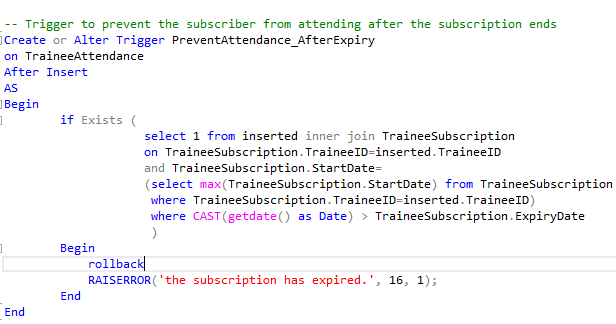 -- Trigger to prevent the subscriber from attending after the subscription ends
Create or Alter Trigger PreventAttendance_AfterExpiry
on TraineeAttendance
After Insert
AS
Begin
if Exists (
select 1 from inserted inner join TraineeSubscription
on TraineeSubscription.TraineeID=inserted.TraineeID
and TraineeSubscription.StartDate=
(select max(TraineeSubscription.StartDate) from TraineeSubscription
where TraineeSubscription.TraineeID=inserted.TraineeID)
where CAST(getdate() as Date) > TraineeSubscription.ExpiryDate
)
Begin
rollback
RAISERROR('the subscription has expired.', 16, 1);
End
End